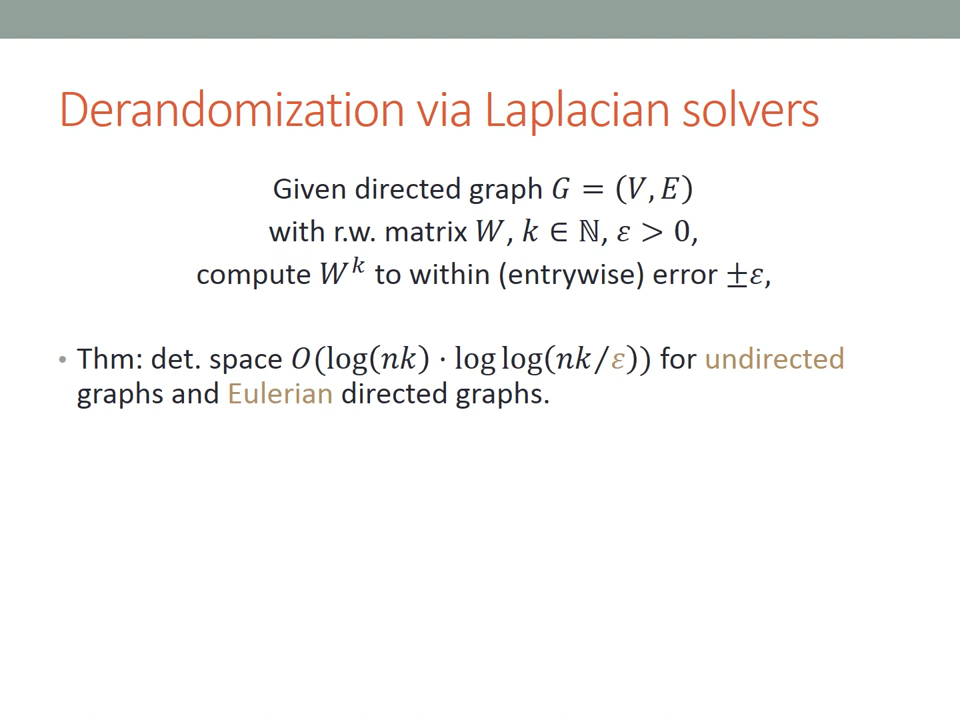 Derandomization via Laplacian solvers
Given directed graph G = (V, E)
with r.w. matrix W, k ∈ ℕ, ε > 0,
compute Wᵏ to within (entrywise) error ±ε,
• Thm: det. space O(log(nk) · log log(nk/ε)) for undirected
graphs and Eulerian directed graphs.